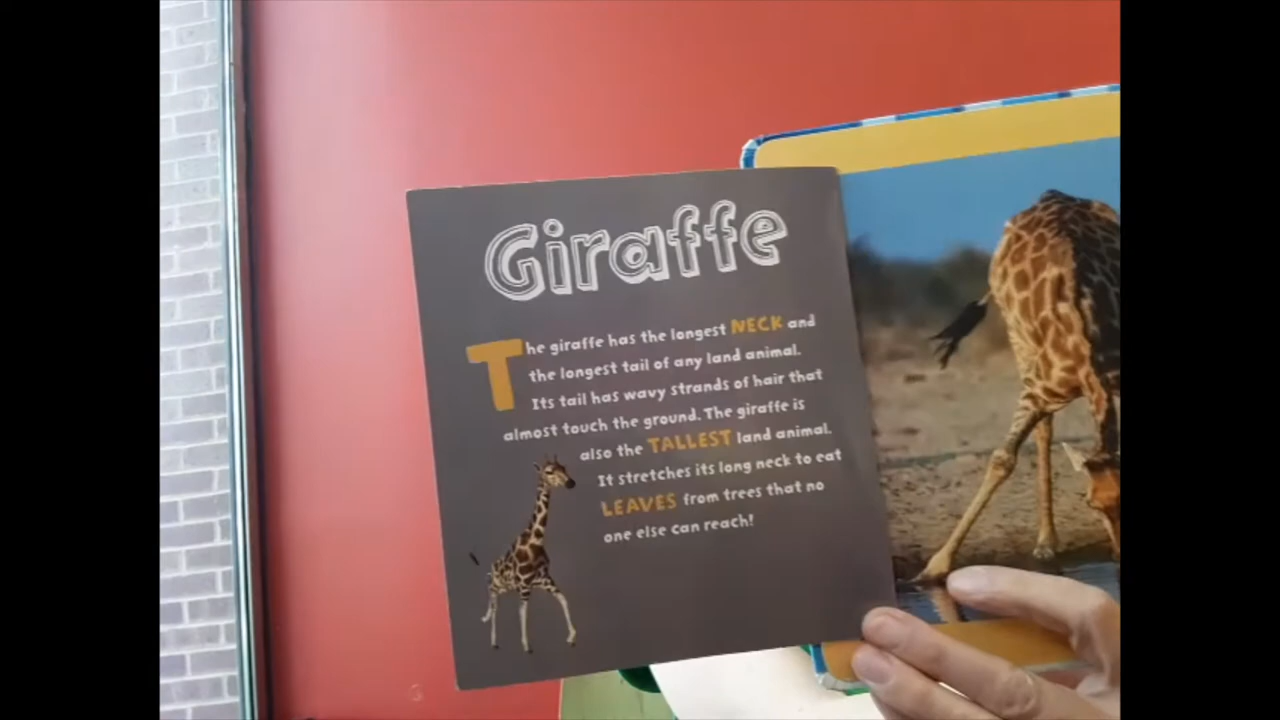 Giraffe
The giraffe has the longest NECK and
the longest tail of any land animal.
Its tail has wavy strands of hair that
almost touch the ground. The giraffe is
also the TALLEST land animal.
It stretches its long neck to eat
LEAVES from trees that no
one else can reach!